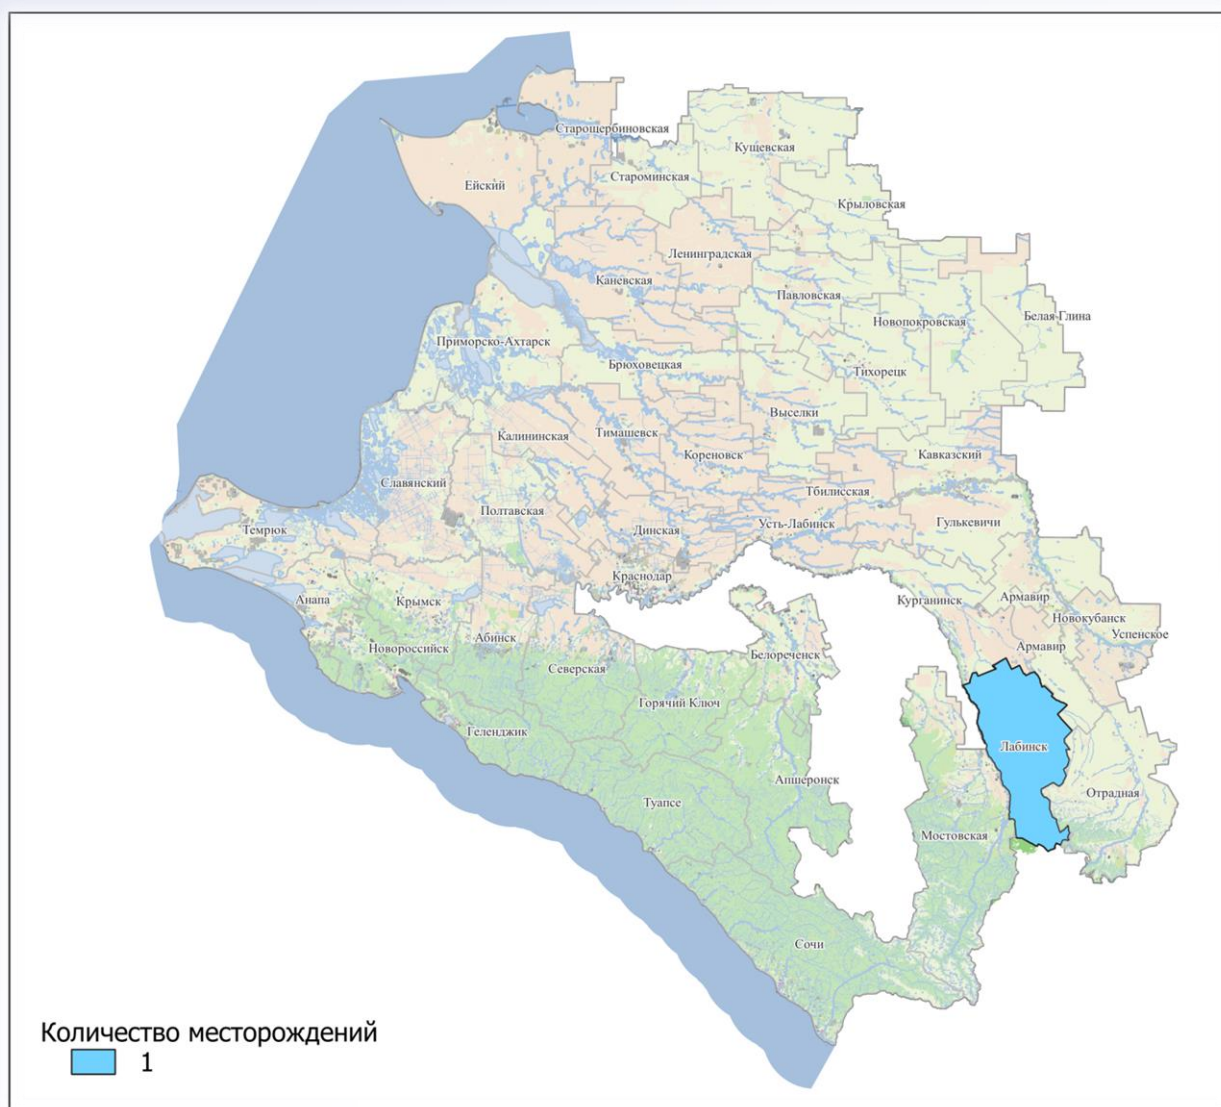 Старощербиновская
Кущевская
Староминская
Ейский
Крыловская
Ленинградская
Каневская
Павловская
Белая Глина
Новопокровская
Приморско-Ахтарск
Брюховецкая
Тихорецк
Выселки
Калининская
Тимашевск
Кореновск
Кавказский
Славянский
Тбилисская
Полтавская
Усть-Лабинск
Гулькевичи
Темрюк
Динская
Краснодар
Анапа
Крымск
Курганинск
Армавир
Новокубанск
Абинск
Успенское
Новороссийск
Армавир
Белореченск
Северская
Горячий Ключ
Геленджик
Лабинск
Апшеронск
Отрадная
Туапсе
Мостовская
Сочи
Количество месторождений
1